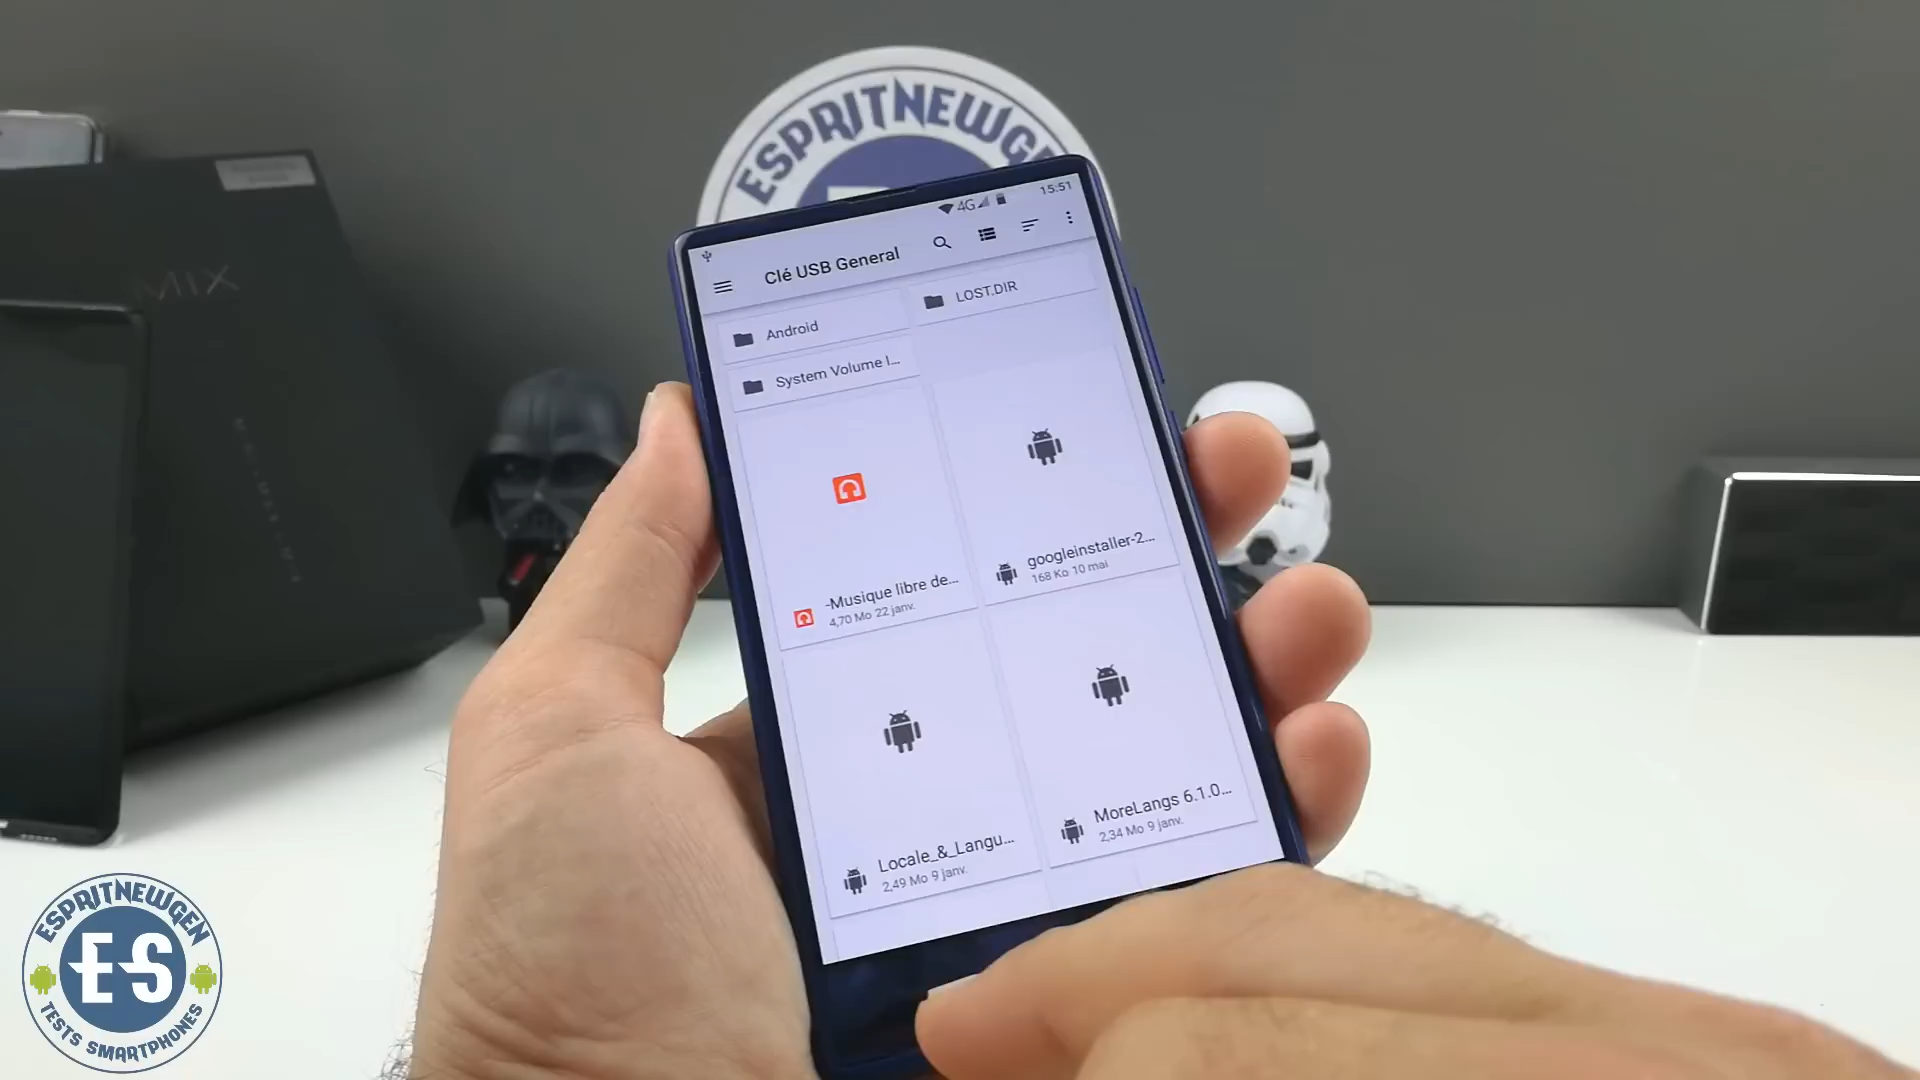 ESPRITNEWGEN
MIX
4G
15:51
Clé USB General
Android
LOST.DIR
System Volume I...
-Musique libre de...
4,70 Mo 22 janv.
googleinstaller-2...
168 Ko 10 mai
Locale_&_Langu...
2,49 Mo 9 janv.
MoreLangs 6.1.0...
2,34 Mo 9 janv.
ESPRITNEWGEN
ES
TESTS SMARTPHONES